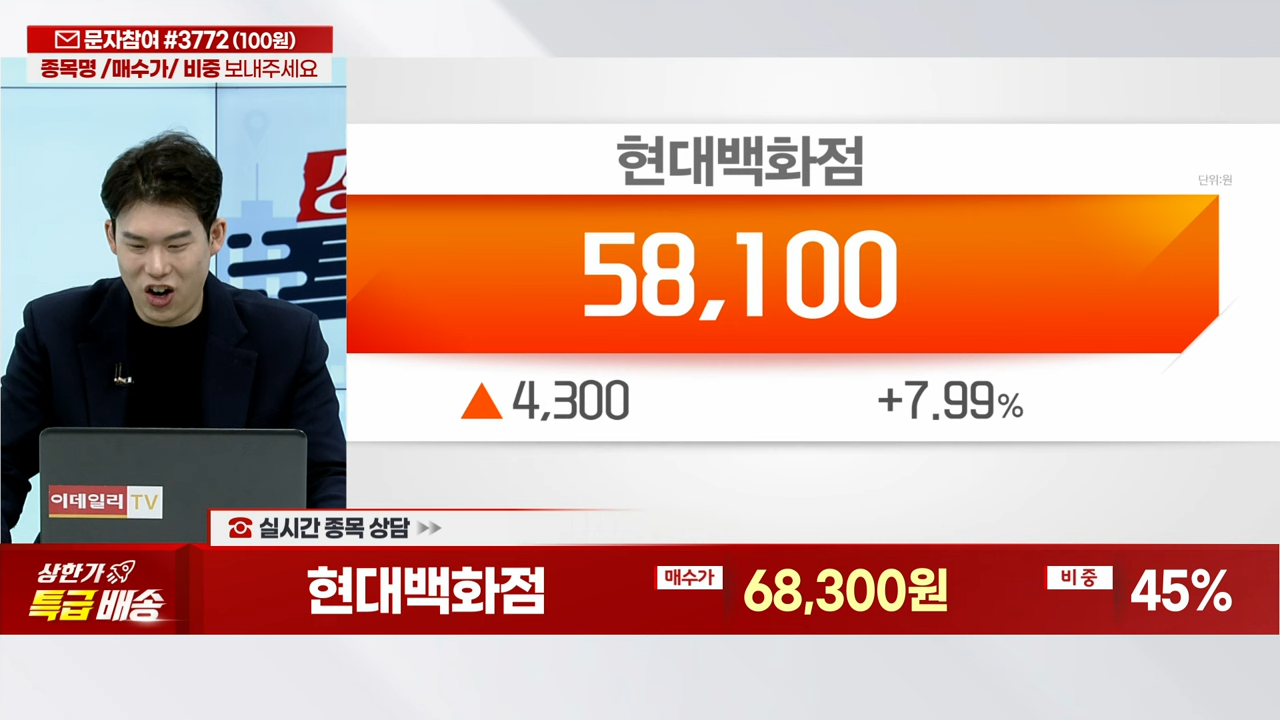 문자참여 #3772 (100원)
종목명 /매수가/ 비중 보내주세요
현대백화점
단위:원
58,100
▲ 4,300 +7.99%
이데일리 TV
실시간 종목 상담
상한가
특급 배송
현대백화점 매수가 68,300원 비중 45%